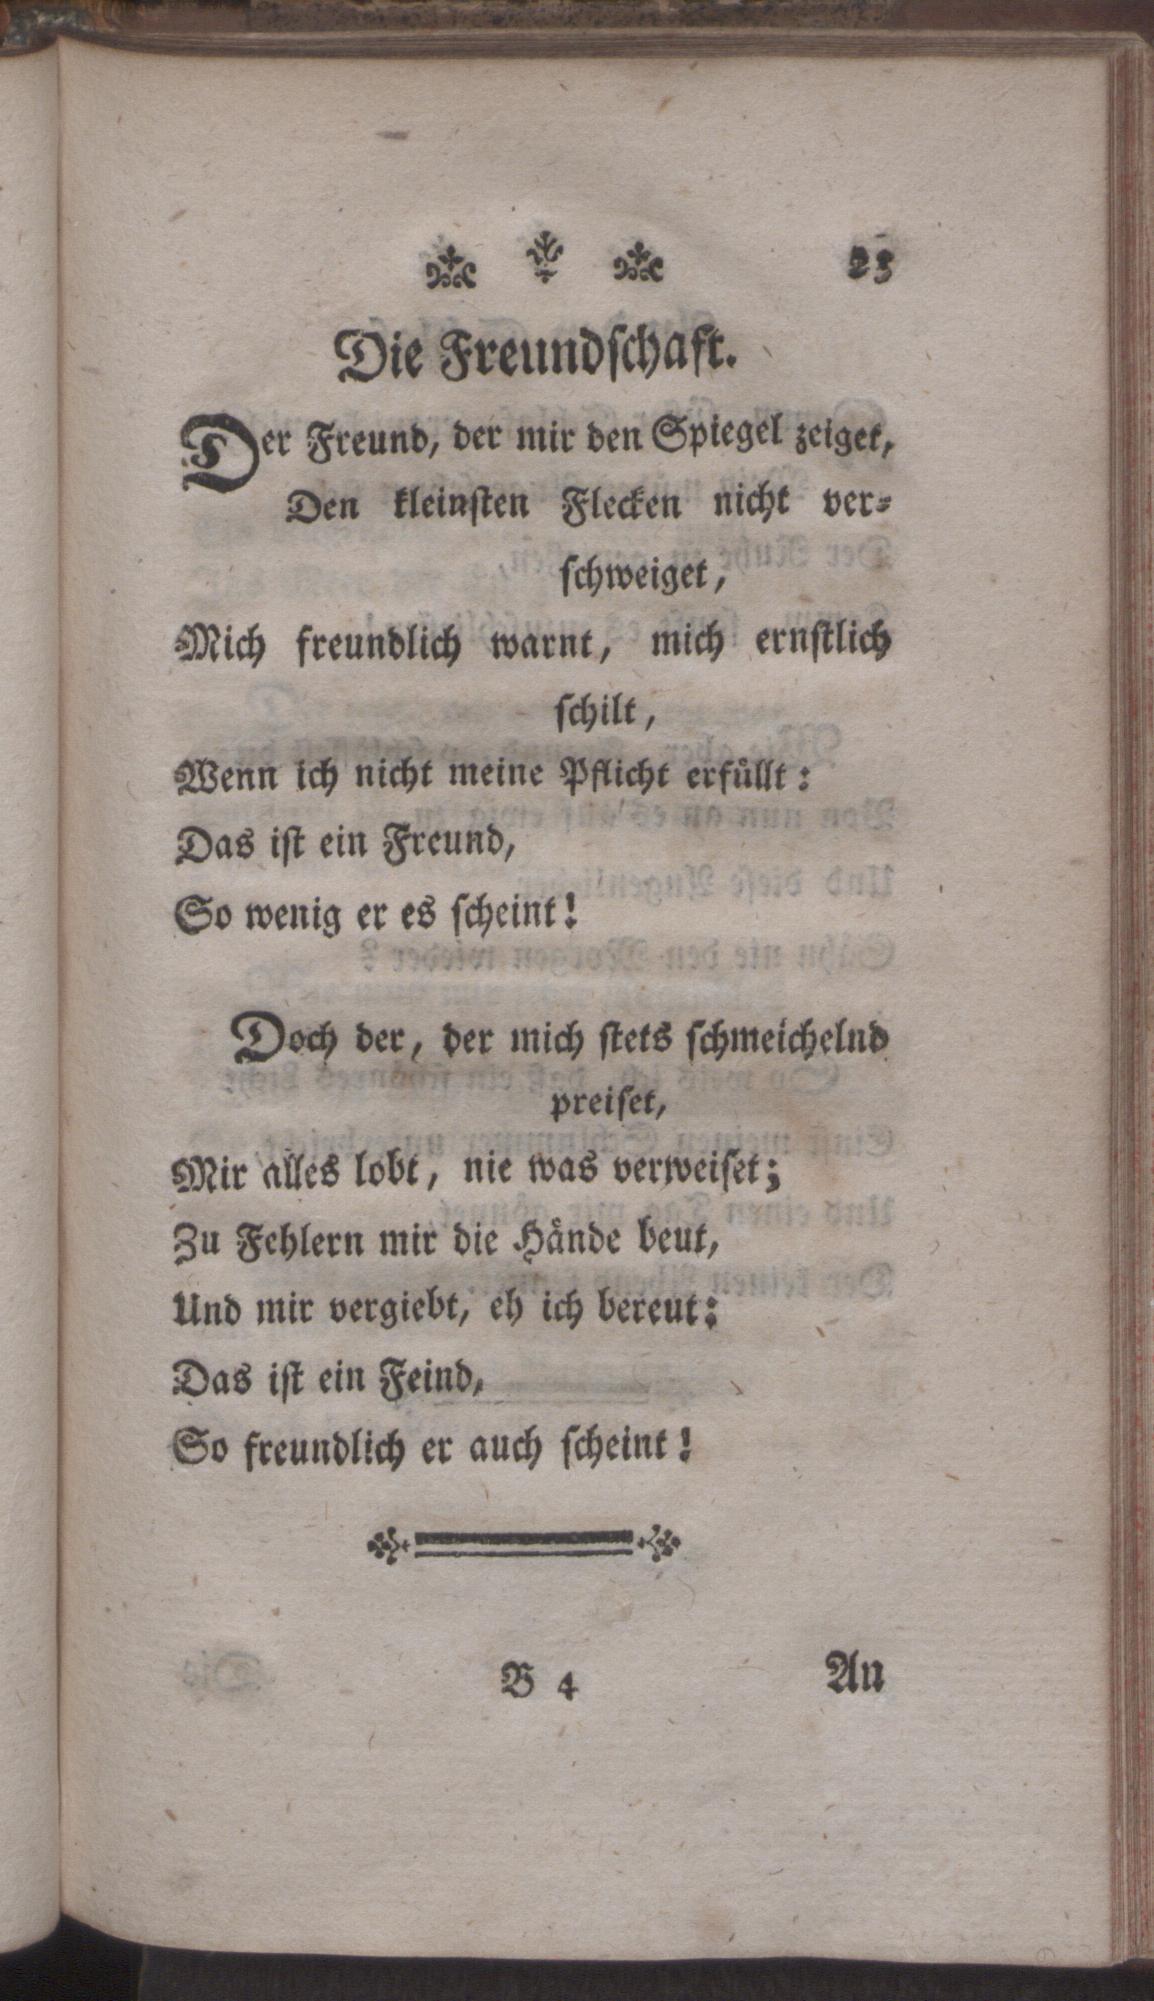 23
Die Freundſchaft.
Der Freund, der mir den Spiegel zeiget,
Den kleinſten Flecken nicht ver⸗
ſchweiget,
Mich freundlich warnt, mich ernſtlich
ſchilt,
Wenn ich nicht meine Pflicht erfüllt:
Das iſt ein Freund,
So wenig er es ſcheint!
Doch der, der mich ſtets ſchmeichelnd
preiſet,
Mir alles lobt, nie was verweiſet;
Zu Fehlern mir die Hände beut,
Und mir vergiebt, eh ich bereut:
Das iſt ein Feind,
So freundlich er auch ſcheint!
B 4 An